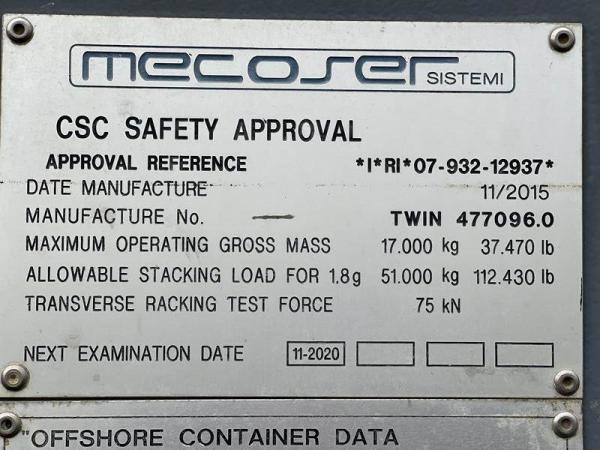 mecoser SISTEMI
CSC SAFETY APPROVAL
APPROVAL REFERENCE *I*RI*07-932-12937*
DATE MANUFACTURE 11/2015
MANUFACTURE No. — TWIN 477096.0
MAXIMUM OPERATING GROSS MASS 17.000 kg 37.470 lb
ALLOWABLE STACKING LOAD FOR 1.8g 51.000 kg 112.430 lb
TRANSVERSE RACKING TEST FORCE 75 kN
NEXT EXAMINATION DATE 11-2020
"OFFSHORE CONTAINER DATA